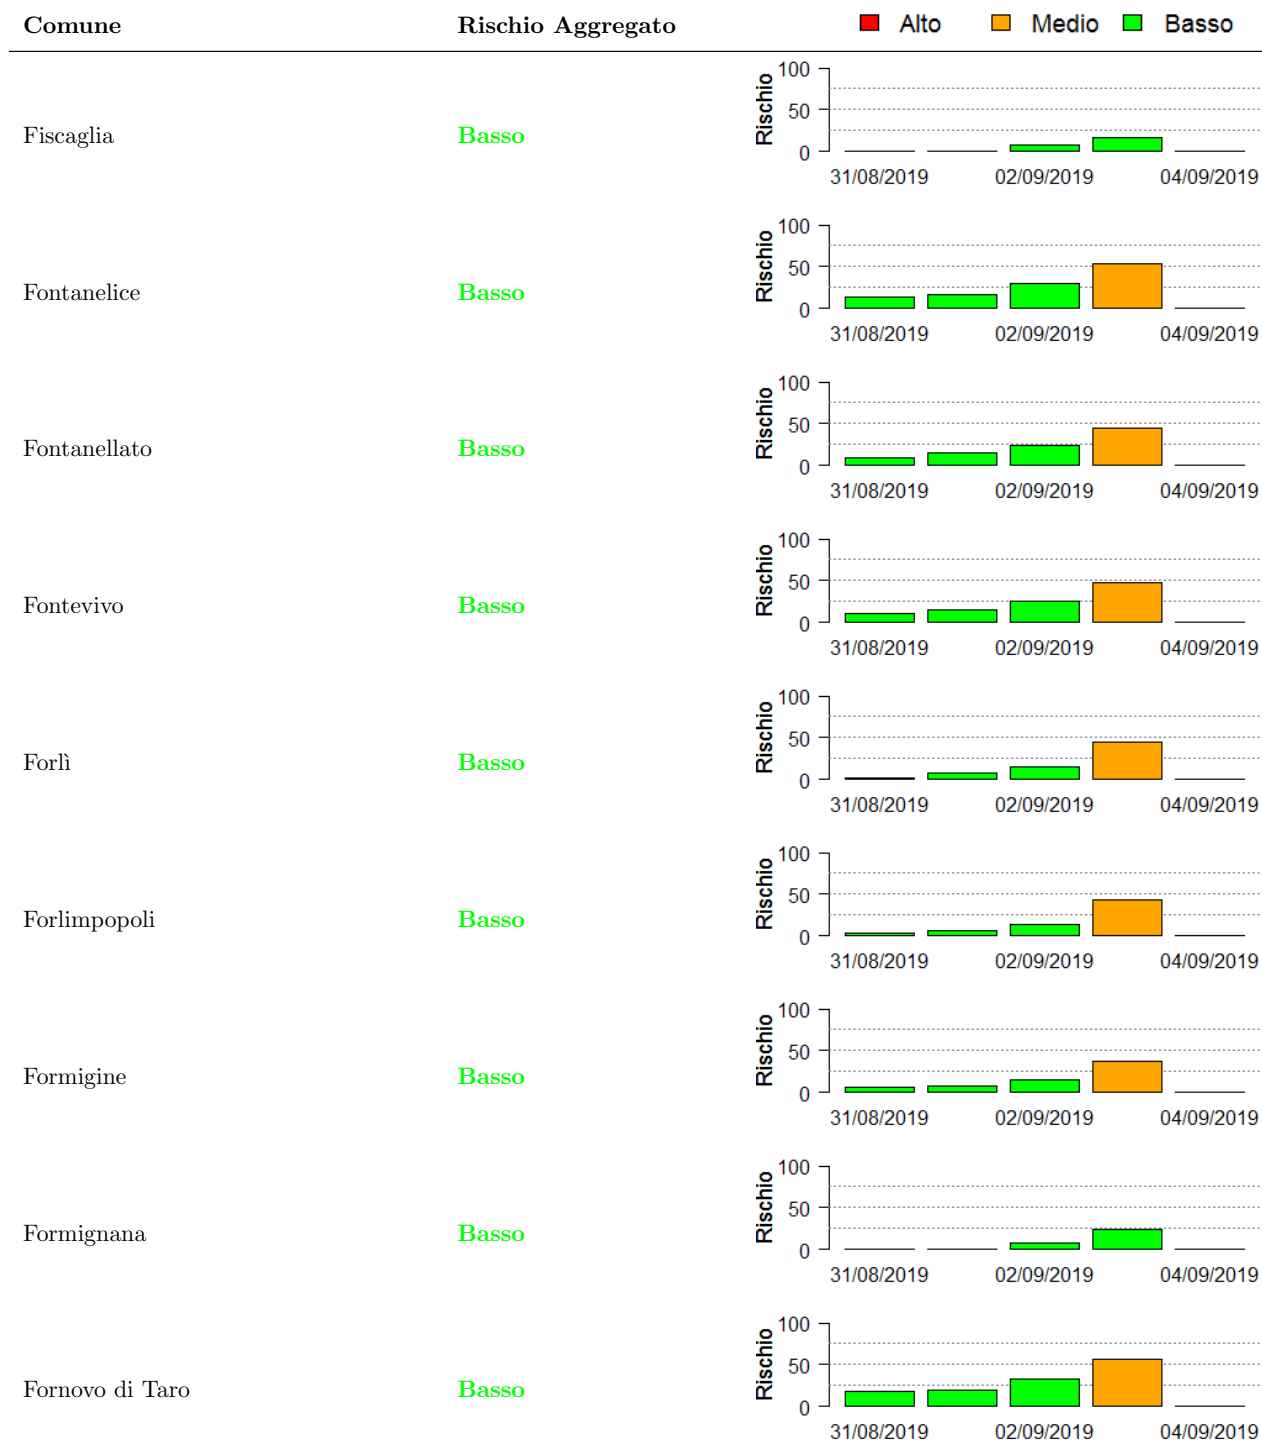 Comune Rischio Aggregato Alto Medio Basso
Fiscaglia Basso
Rischio
100
50
0
31/08/2019 02/09/2019 04/09/2019
Fontanelice Basso
Rischio
100
50
0
31/08/2019 02/09/2019 04/09/2019
Fontanellato Basso
Rischio
100
50
0
31/08/2019 02/09/2019 04/09/2019
Fontevivo Basso
Rischio
100
50
0
31/08/2019 02/09/2019 04/09/2019
Forlì Basso
Rischio
100
50
0
31/08/2019 02/09/2019 04/09/2019
Forlimpopoli Basso
Rischio
100
50
0
31/08/2019 02/09/2019 04/09/2019
Formigine Basso
Rischio
100
50
0
31/08/2019 02/09/2019 04/09/2019
Formignana Basso
Rischio
100
50
0
31/08/2019 02/09/2019 04/09/2019
Fornovo di Taro Basso
Rischio
100
50
0
31/08/2019 02/09/2019 04/09/2019